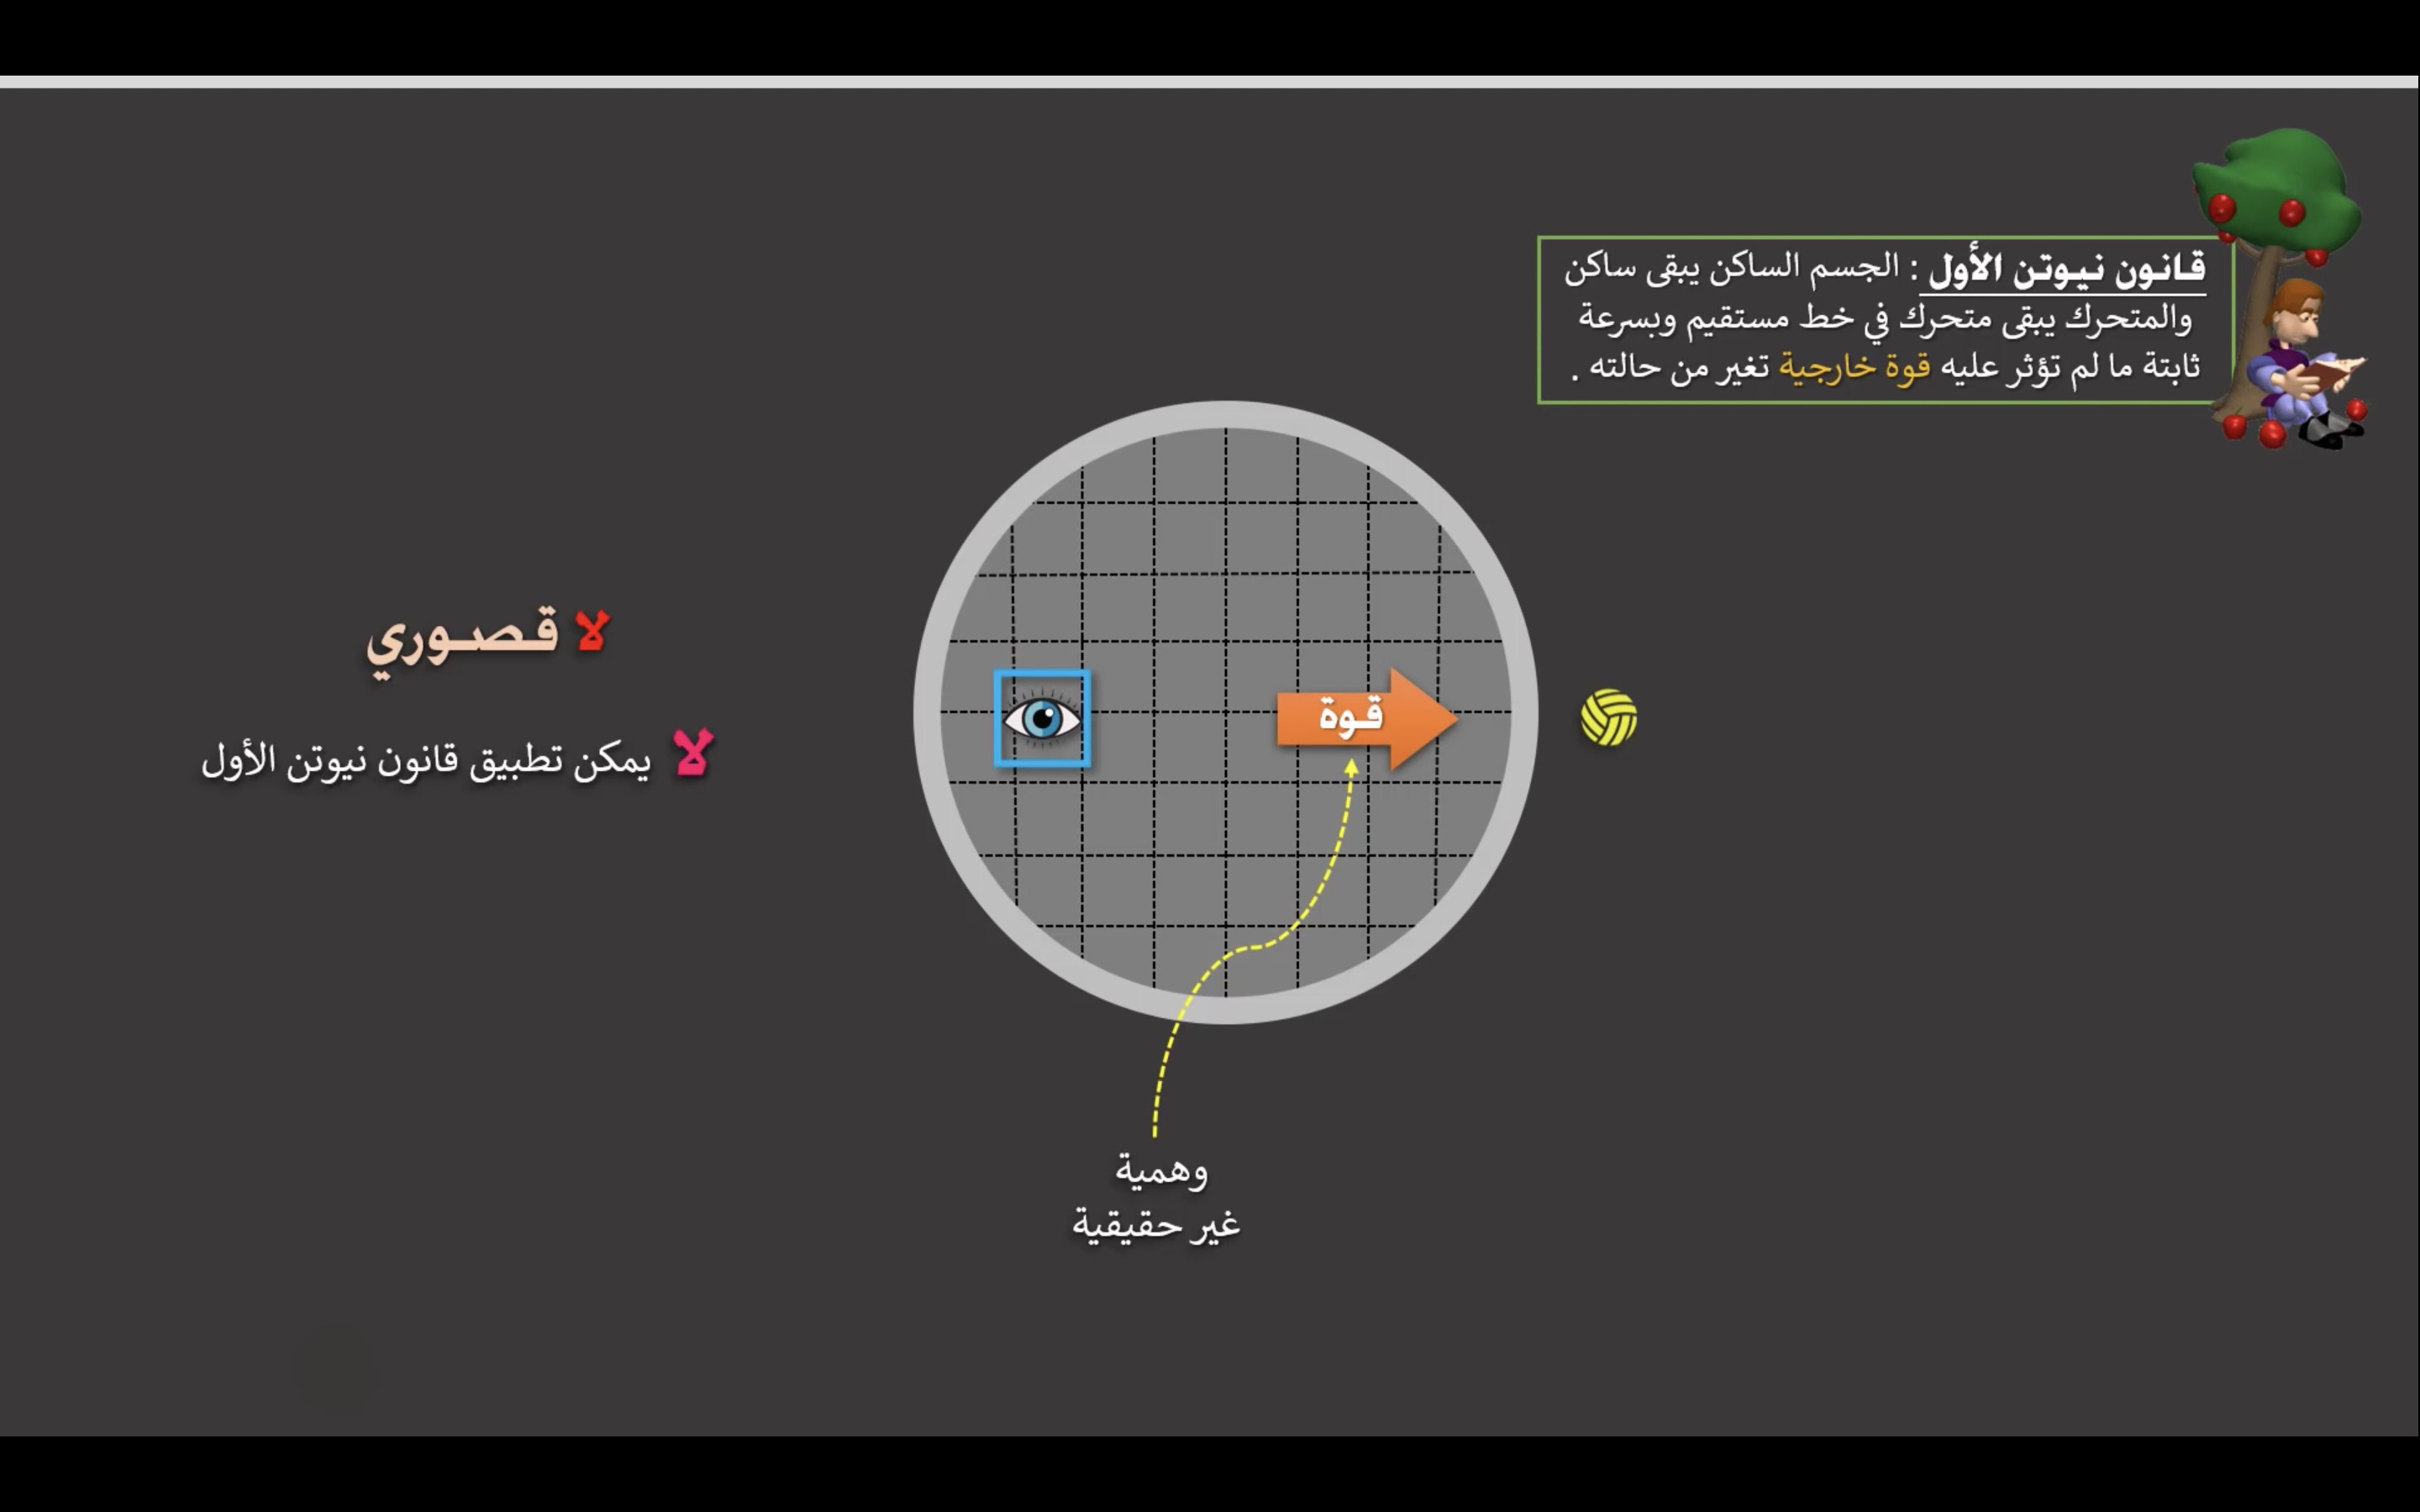 قانون نيوتن الأول : الجسم الساكن يبقى ساكن
والمتحرك يبقى متحرك في خط مستقيم وبسرعة
ثابتة ما لم تؤثر عليه قوة خارجية تغير من حالته .
لا قصوري
لا يمكن تطبيق قانون نيوتن الأول
قوة
وهمية
غير حقيقية